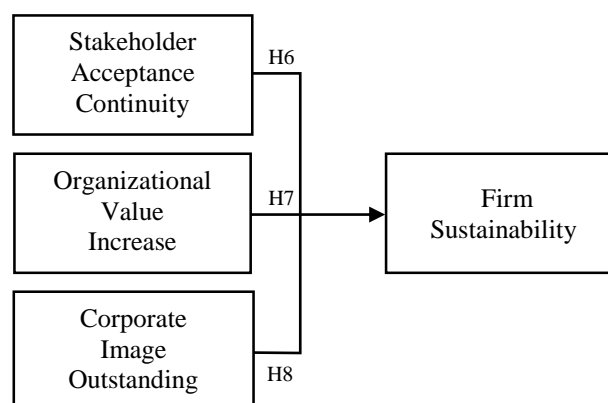 Stakeholder
Acceptance
Continuity
H6
Organizational
Value
Increase
H7
Firm
Sustainability
Corporate
Image
Outstanding
H8